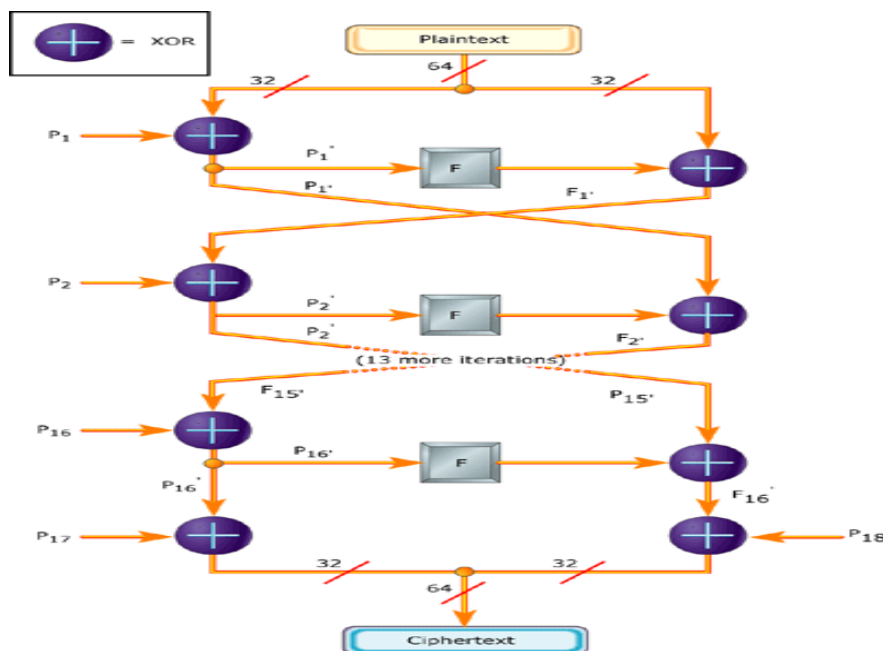 = XOR
Plaintext
64
32 32
P₁
P₁'
F
P₁'
F₁'
P₂
P₂'
F
P₂'
F₂'
(13 more iterations)
F₁₅'
P₁₅'
P₁₆
P₁₆'
F
P₁₆'
F₁₆'
P₁₇
P₁₈
32 32
64
Ciphertext